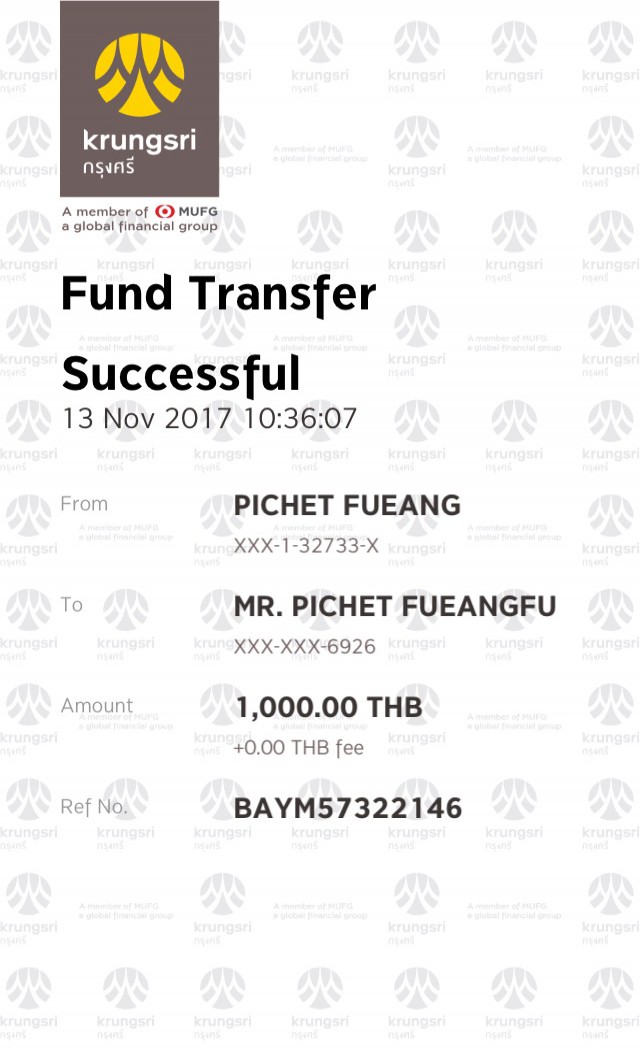 krungsri
กรุงศรี
A member of MUFG
a global financial group
Fund Transfer
Successful
13 Nov 2017 10:36:07
From
PICHET FUEANG
XXX-1-32733-X
To
MR. PICHET FUEANGFU
XXX-XXX-6926
Amount
1,000.00 THB
+0.00 THB fee
Ref No.
BAYM57322146